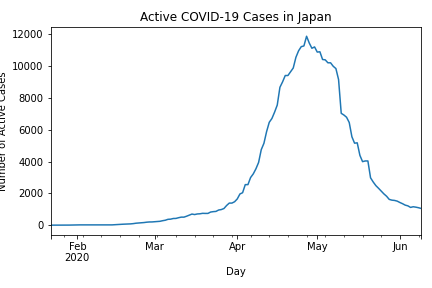 Active COVID-19 Cases in Japan
Number of Active Cases
12000
10000
8000
6000
4000
2000
0
Feb Mar Apr May Jun
2020
Day